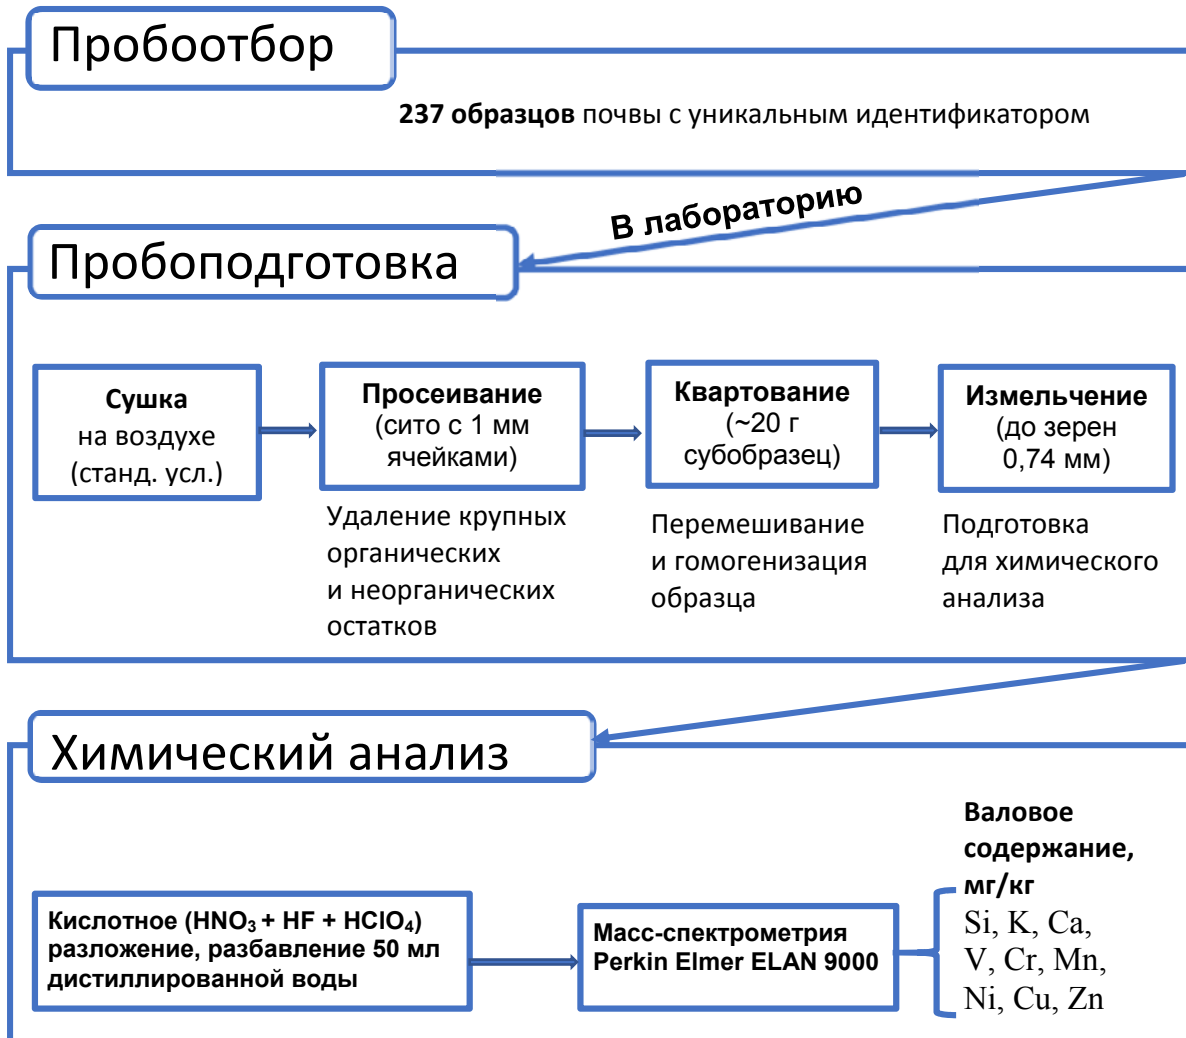 Пробоотбор
237 образцов почвы с уникальным идентификатором
В лабораторию
Пробоподготовка
Сушка
на воздухе
(станд. усл.)
Просеивание
(сито с 1 мм
ячейками)
Удаление крупных
органических
и неорганических
остатков
Квартование
(~20 г
субобразец)
Перемешивание
и гомогенизация
образца
Измельчение
(до зерен
0,74 мм)
Подготовка
для химического
анализа
Химический анализ
Кислотное (HNO₃ + HF + HClO₄)
разложение, разбавление 50 мл
дистиллированной воды
Масс-спектрометрия
Perkin Elmer ELAN 9000
Валовое
содержание,
мг/кг
Si, K, Ca,
V, Cr, Mn,
Ni, Cu, Zn